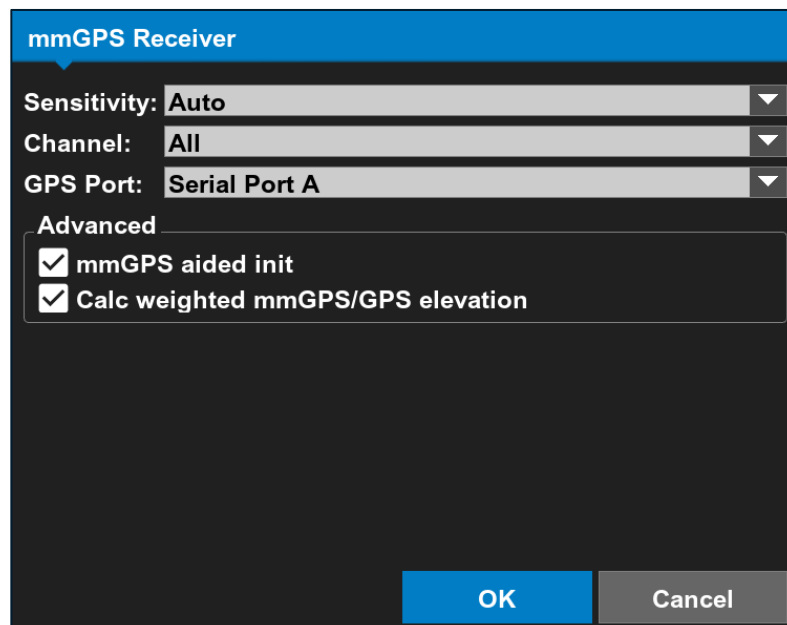 mmGPS Receiver
Sensitivity: Auto
Channel: All
GPS Port: Serial Port A
Advanced
mmGPS aided init
Calc weighted mmGPS/GPS elevation
OK Cancel